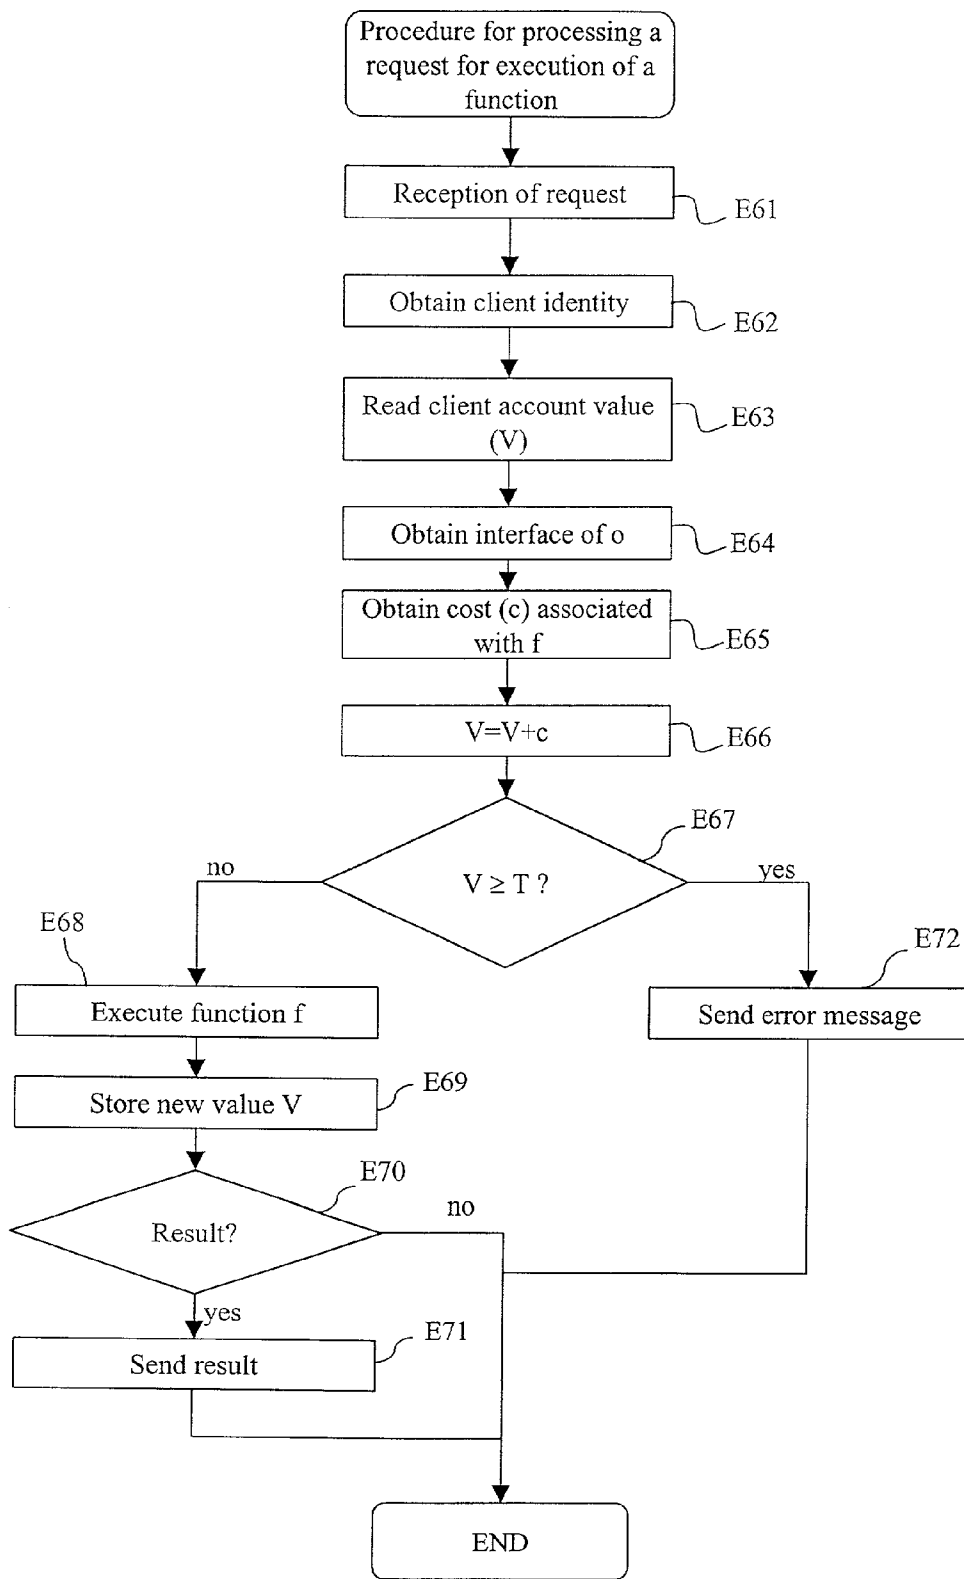 Procedure for processing a
request for execution of a
function
Reception of request
E61
Obtain client identity
E62
Read client account value
(V)
E63
Obtain interface of o
E64
Obtain cost (c) associated
with f
E65
V=V+c
E66
E67
no
V ≥ T ?
yes
E68
E72
Execute function f
Send error message
E69
Store new value V
E70
no
Result?
yes
E71
Send result
END